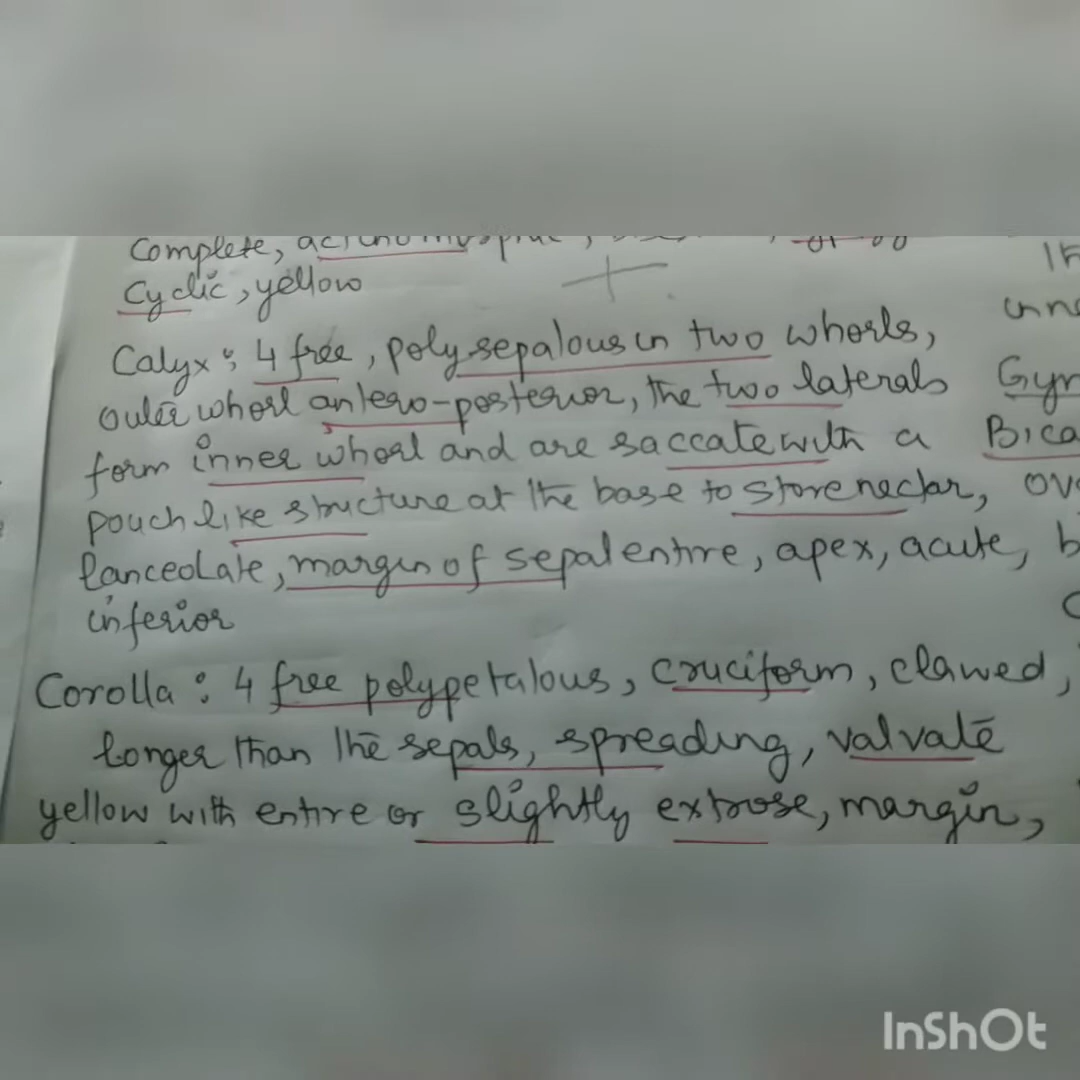 Complete,
Cyclic, yellow
Calyx : 4 free, polysepalous in two whorls,
outer whorl antero-posterior, the two laterals
form inner whorl and are saccate with a
pouch like structure at the base to store nectar,
lanceolate, margin of sepal entire, apex, acute,
inferior
Corolla : 4 free polypetalous, cruciform, clawed,
longer than the sepals, spreading, valvate
yellow with entire or slightly extrose, margin,
Gyn
Bica
InShOt